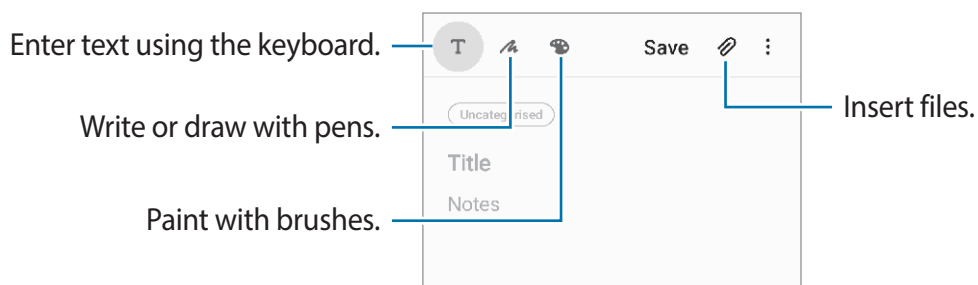 Enter text using the keyboard.
T Save
Uncategorised
Insert files.
Write or draw with pens.
Title
Notes
Paint with brushes.